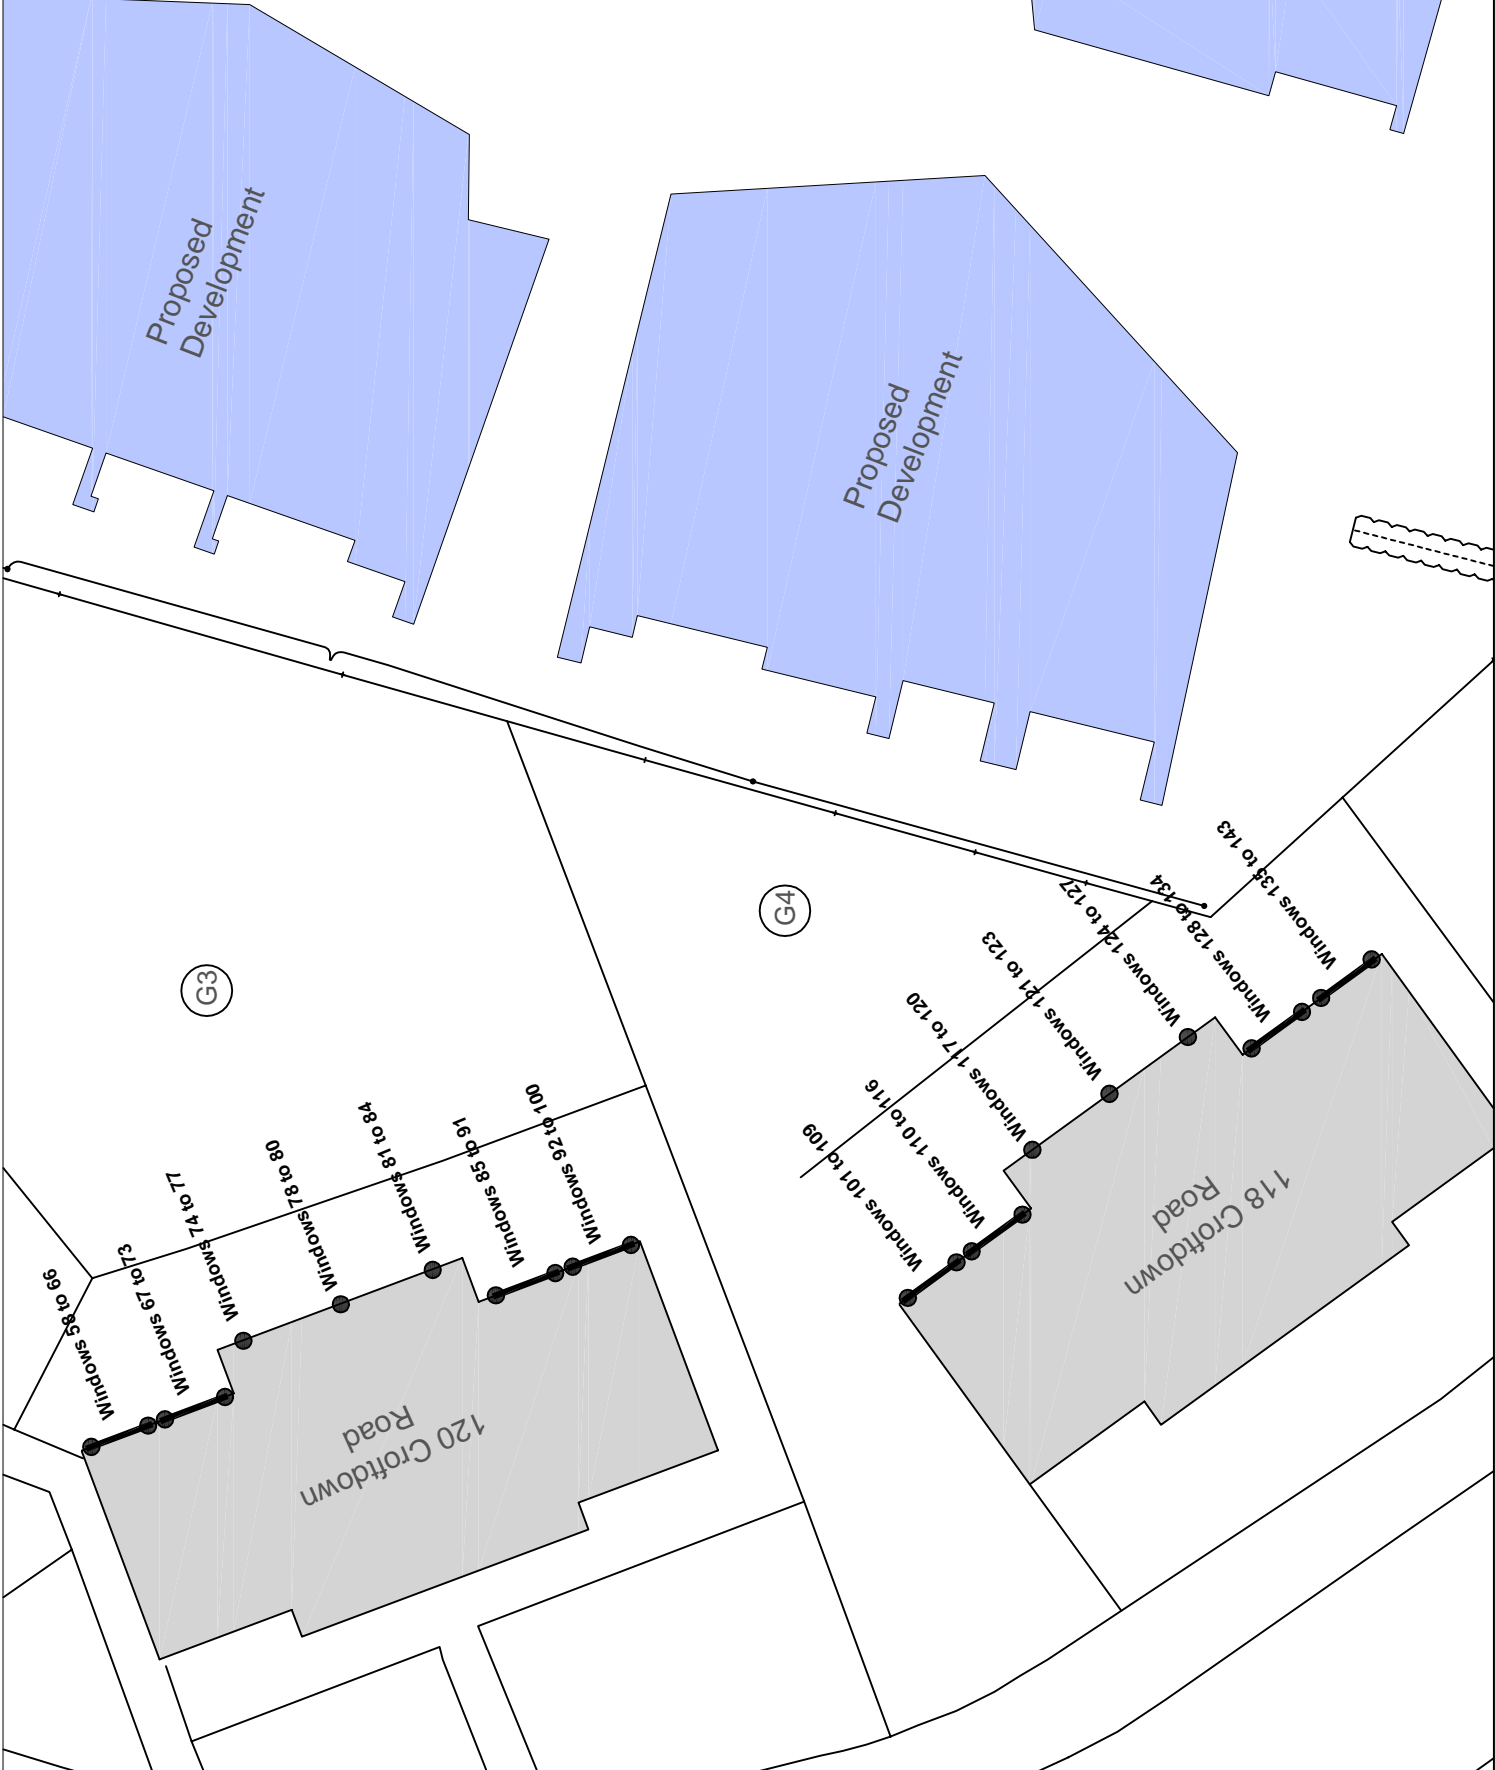 Proposed
Development
Proposed
Development
G3
G4
Windows 58 to 66
Windows 67 to 73
Windows 74 to 77
Windows 78 to 80
Windows 81 to 84
Windows 85 to 91
Windows 92 to 100
Windows 101 to 109
Windows 110 to 116
Windows 117 to 120
Windows 121 to 123
Windows 124 to 127
Windows 128 to 134
Windows 135 to 143
120 Croftdown
Road
118 Croftdown
Road